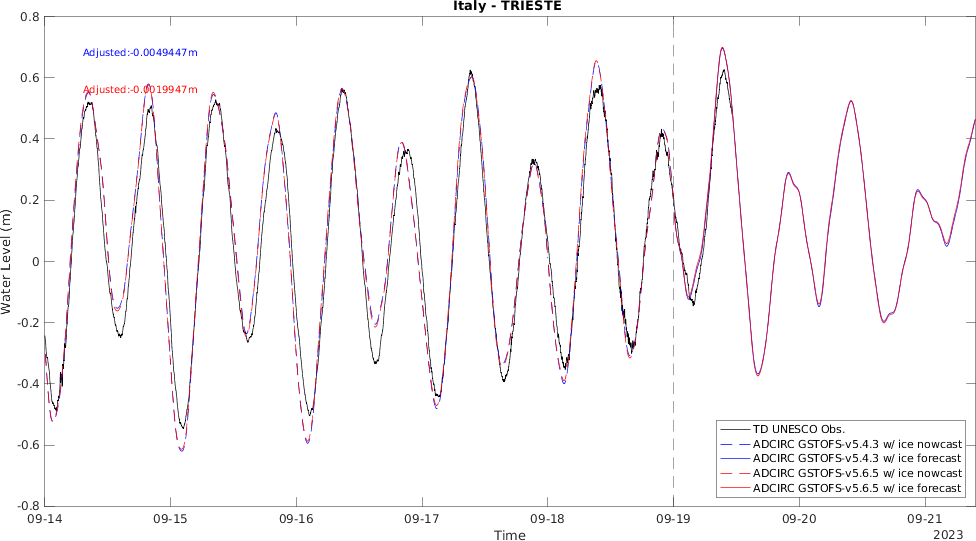 Italy - TRIESTE
0.8
0.6
0.4
0.2
0
-0.2
-0.4
-0.6
-0.8
Water Level (m)
Adjusted:-0.0049447m
Adjusted:-0.0019947m
TD UNESCO Obs.
ADCIRC GSTOFS-v5.4.3 w/ ice nowcast
ADCIRC GSTOFS-v5.4.3 w/ ice forecast
ADCIRC GSTOFS-v5.6.5 w/ ice nowcast
ADCIRC GSTOFS-v5.6.5 w/ ice forecast
09-14 09-15 09-16 09-17 09-18 09-19 09-20 09-21
Time
2023